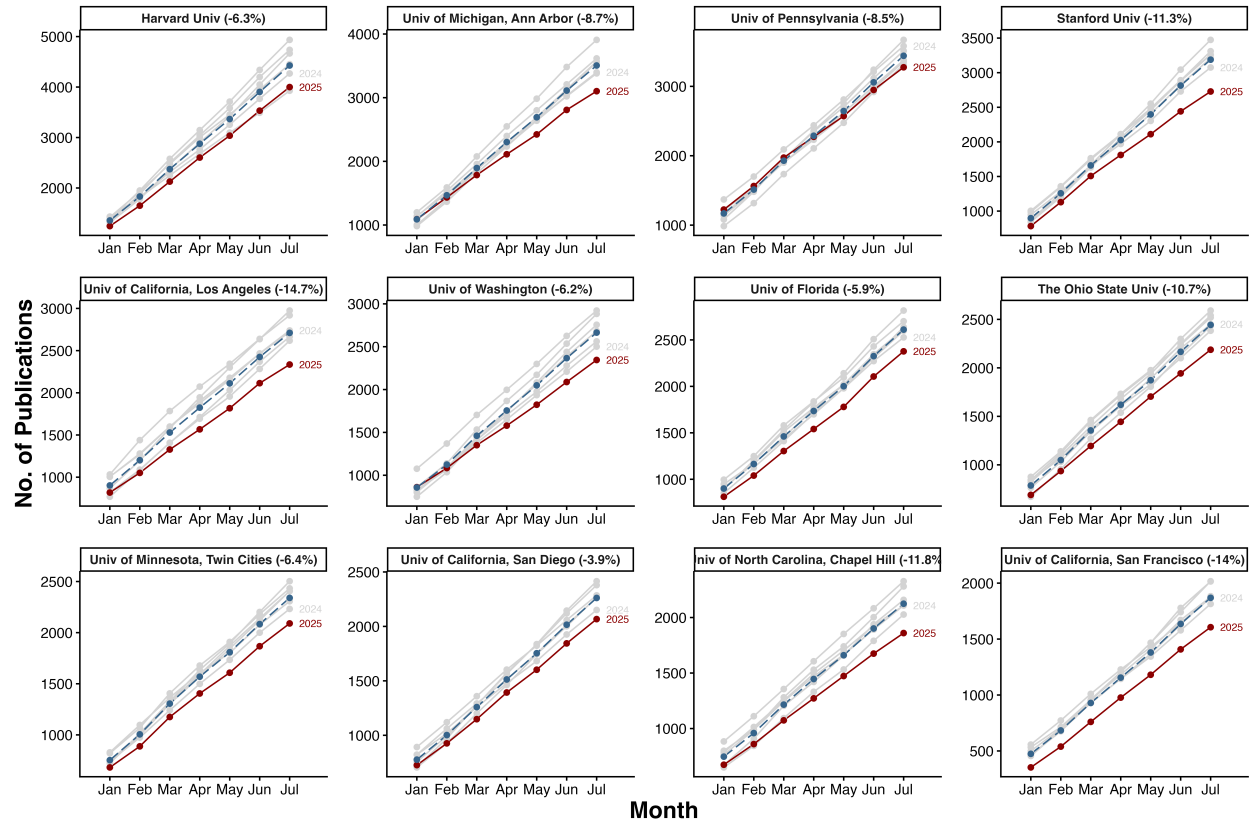 Harvard Univ (-6.3%)
Univ of Michigan, Ann Arbor (-8.7%)
Univ of Pennsylvania (-8.5%)
Stanford Univ (-11.3%)
5000
4000
3000
2000
2024
2025
Jan Feb Mar Apr May Jun Jul
4000
3000
2000
1000
2024
2025
Jan Feb Mar Apr May Jun Jul
3000
2000
1000
2024
2025
Jan Feb Mar Apr May Jun Jul
3500
3000
2500
2000
1500
1000
2024
2025
Jan Feb Mar Apr May Jun Jul
No. of Publications
Univ of California, Los Angeles (-14.7%)
Univ of Washington (-6.2%)
Univ of Florida (-5.9%)
The Ohio State Univ (-10.7%)
3000
2500
2000
1500
1000
2024
2025
Jan Feb Mar Apr May Jun Jul
3000
2500
2000
1500
1000
2024
2025
Jan Feb Mar Apr May Jun Jul
2500
2000
1500
1000
2024
2025
Jan Feb Mar Apr May Jun Jul
2500
2000
1500
1000
2024
2025
Jan Feb Mar Apr May Jun Jul
Univ of Minnesota, Twin Cities (-6.4%)
Univ of California, San Diego (-3.9%)
niv of North Carolina, Chapel Hill (-11.8%
Univ of California, San Francisco (-14%)
2500
2000
1500
1000
2024
2025
Jan Feb Mar Apr May Jun Jul
2500
2000
1500
1000
2024
2025
Jan Feb Mar Apr May Jun Jul
2000
1500
1000
2024
2025
Jan Feb Mar Apr May Jun Jul
2000
1500
1000
500
2024
2025
Jan Feb Mar Apr May Jun Jul
Month